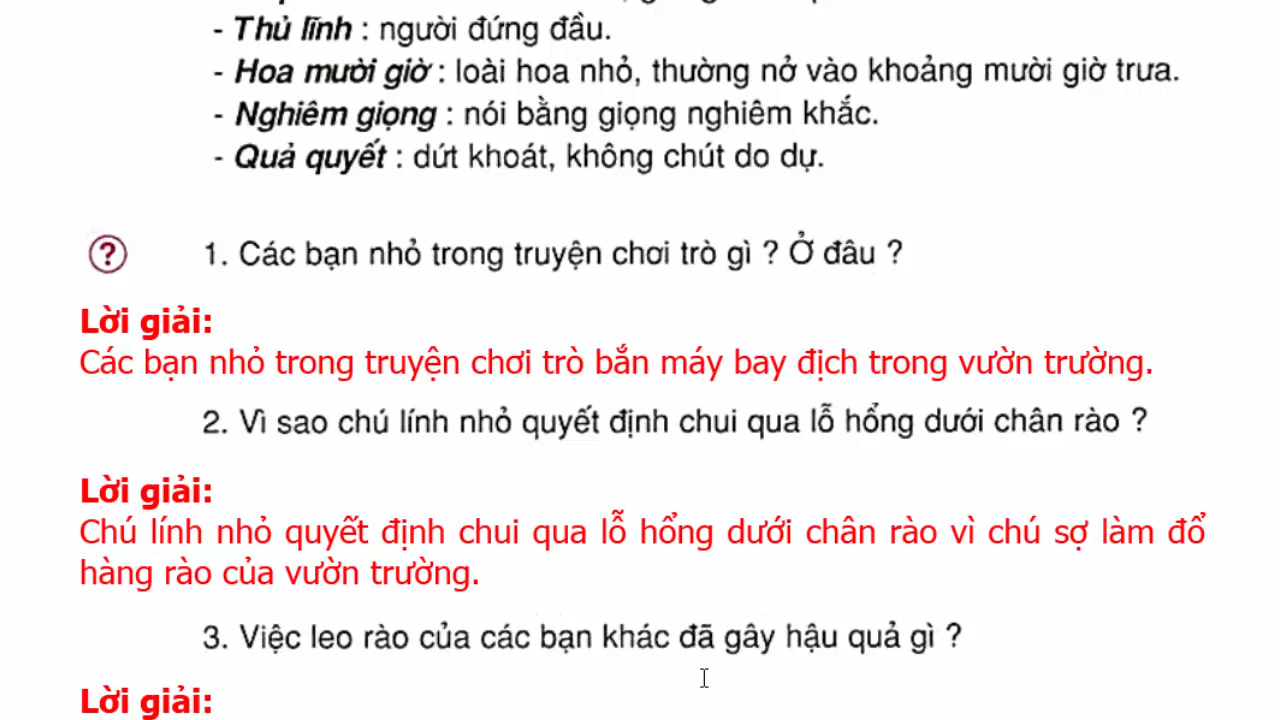 - Thủ lĩnh : người đứng đầu.
- Hoa mười giờ : loài hoa nhỏ, thường nở vào khoảng mười giờ trưa.
- Nghiêm giọng : nói bằng giọng nghiêm khắc.
- Quả quyết : dứt khoát, không chút do dự.
? 1. Các bạn nhỏ trong truyện chơi trò gì ? Ở đâu ?
Lời giải:
Các bạn nhỏ trong truyện chơi trò bắn máy bay địch trong vườn trường.
2. Vì sao chú lính nhỏ quyết định chui qua lỗ hổng dưới chân rào ?
Lời giải:
Chú lính nhỏ quyết định chui qua lỗ hổng dưới chân rào vì chú sợ làm đổ
hàng rào của vườn trường.
3. Việc leo rào của các bạn khác đã gây hậu quả gì ?
Lời giải: